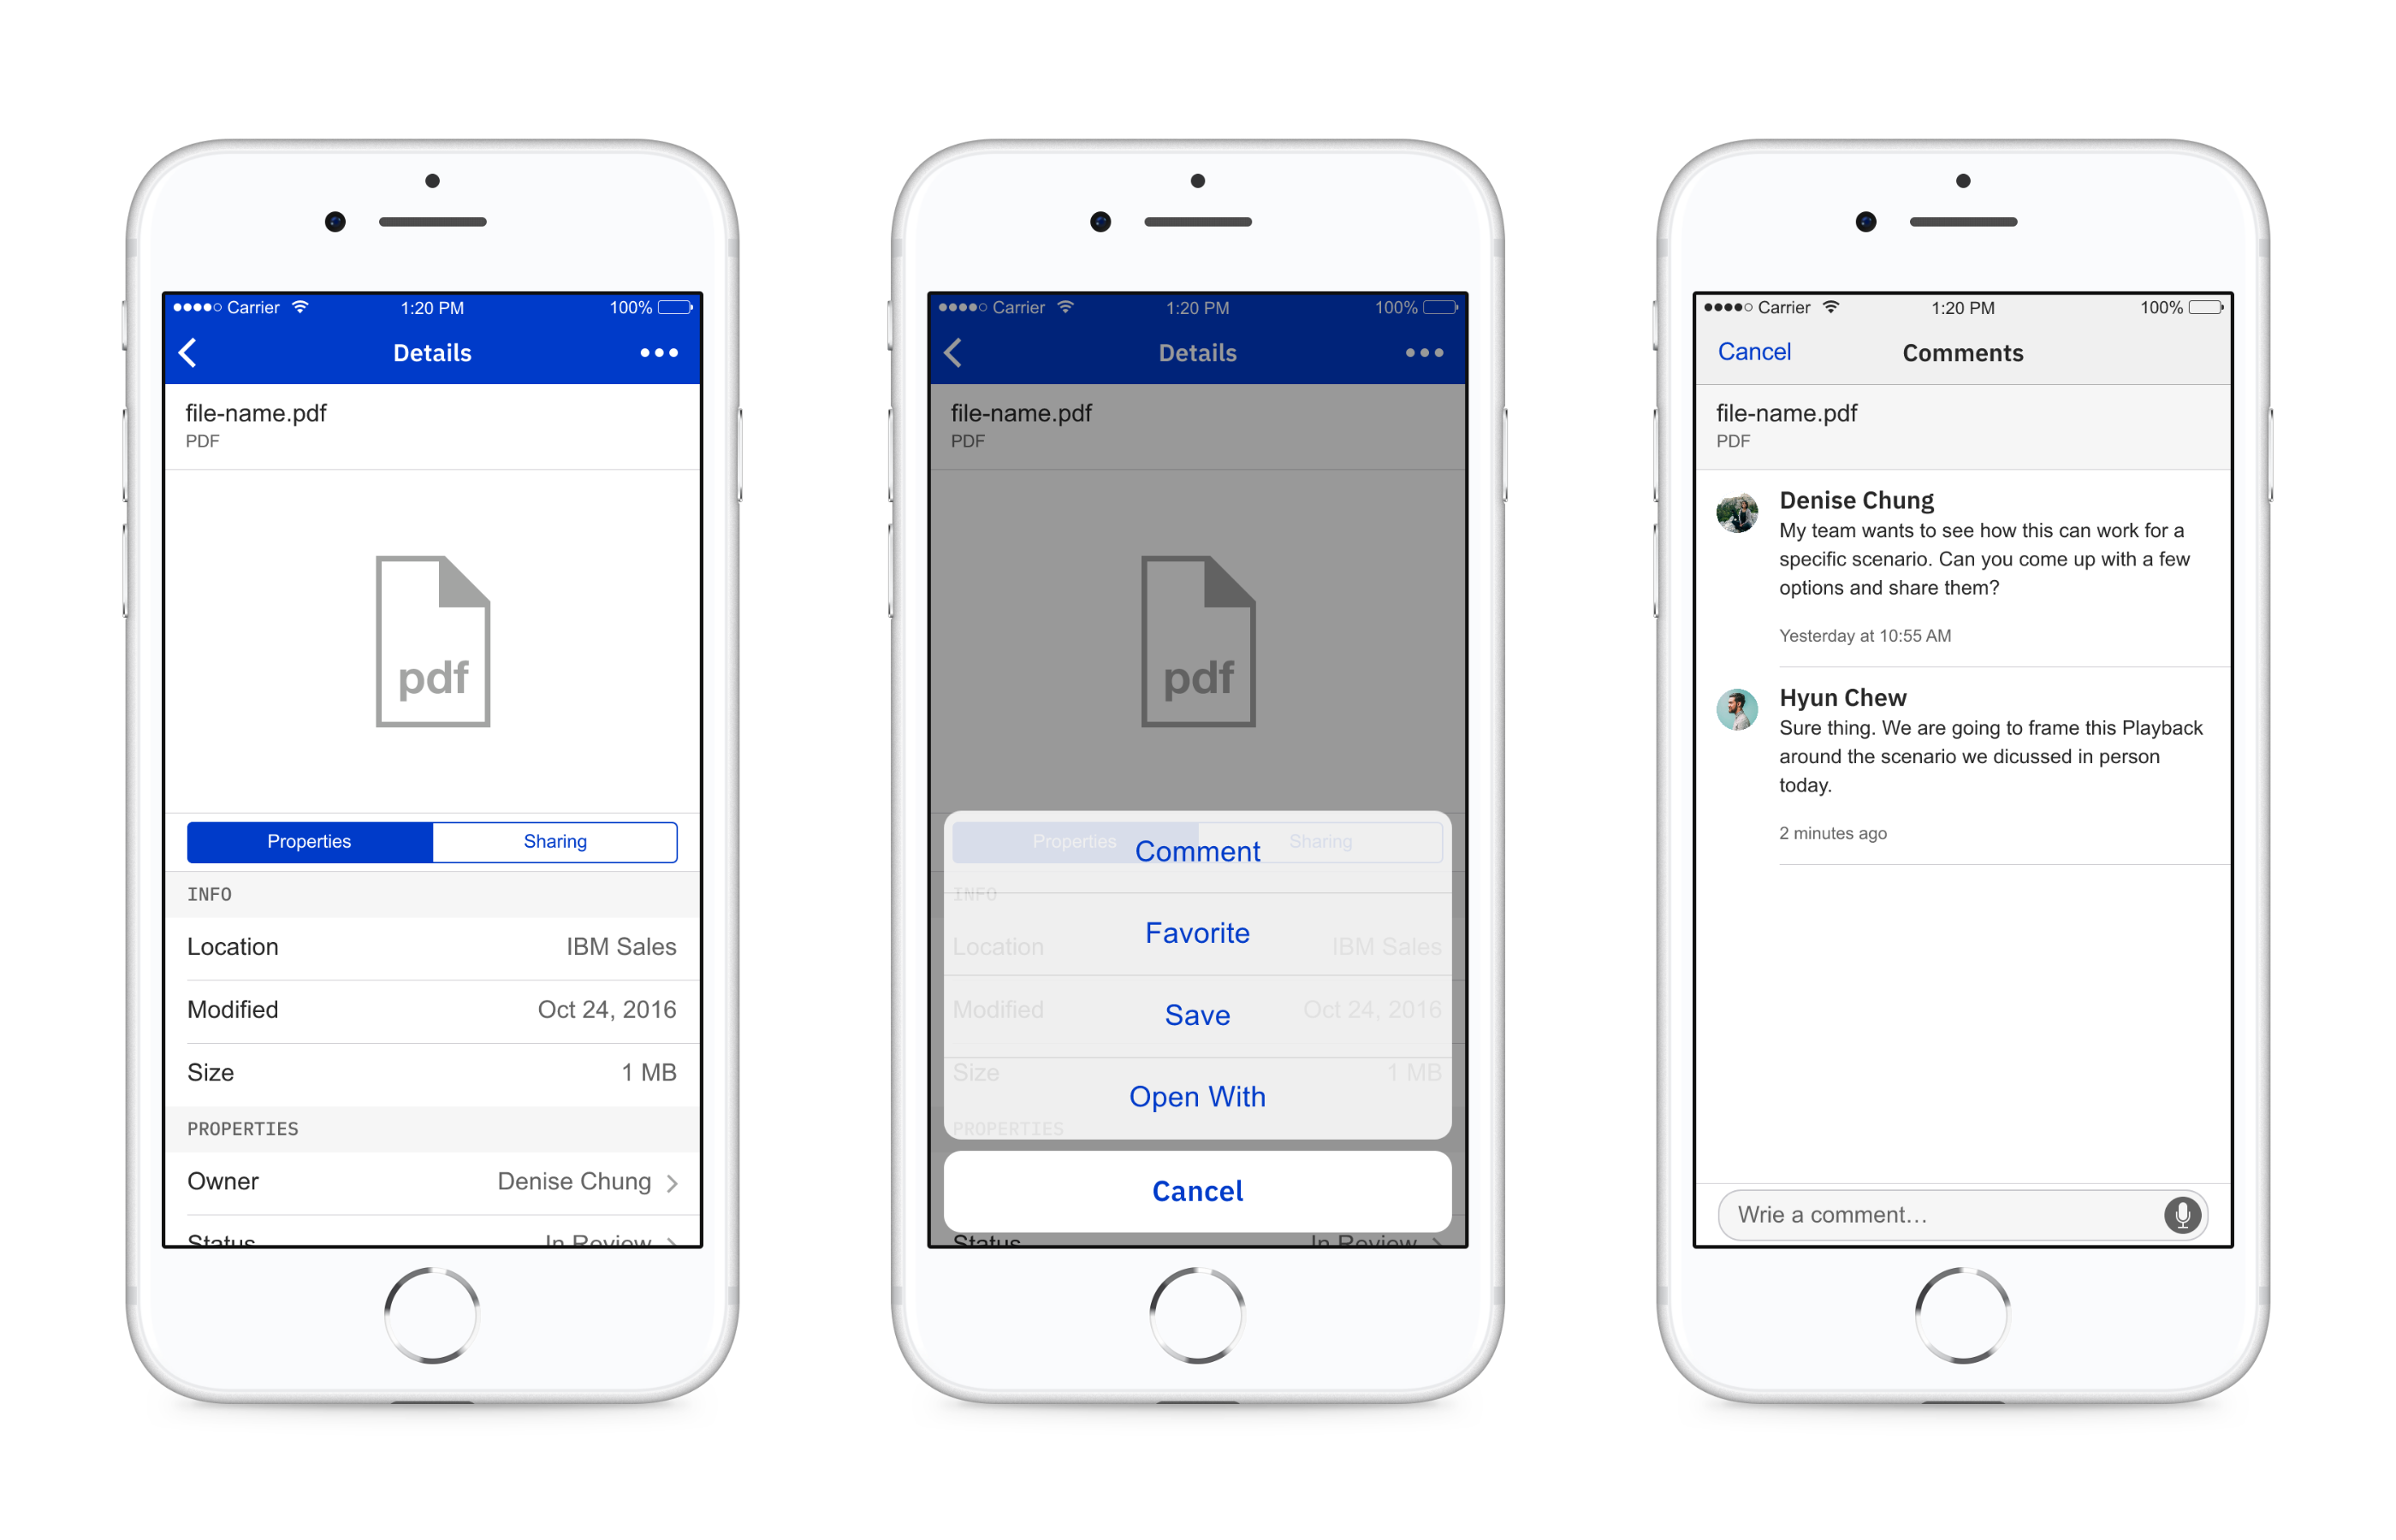 Carrier 1:20 PM 100%
Details
file-name.pdf
PDF
pdf
Properties Sharing
INFO
Location IBM Sales
Modified Oct 24, 2016
Size 1 MB
PROPERTIES
Owner Denise Chung
Status In Review
Carrier 1:20 PM 100%
Details
file-name.pdf
PDF
pdf
Properties Sharing
Comment
INFO
Favorite
Location IBM Sales
Save
Modified Oct 24, 2016
Size 1 MB
Open With
PROPERTIES
Cancel
Status In Review
Carrier 1:20 PM 100%
Cancel Comments
file-name.pdf
PDF
Denise Chung
My team wants to see how this can work for a
specific scenario. Can you come up with a few
options and share them?
Yesterday at 10:55 AM
Hyun Chew
Sure thing. We are going to frame this Playback
around the scenario we dicussed in person
today.
2 minutes ago
Wrie a comment...